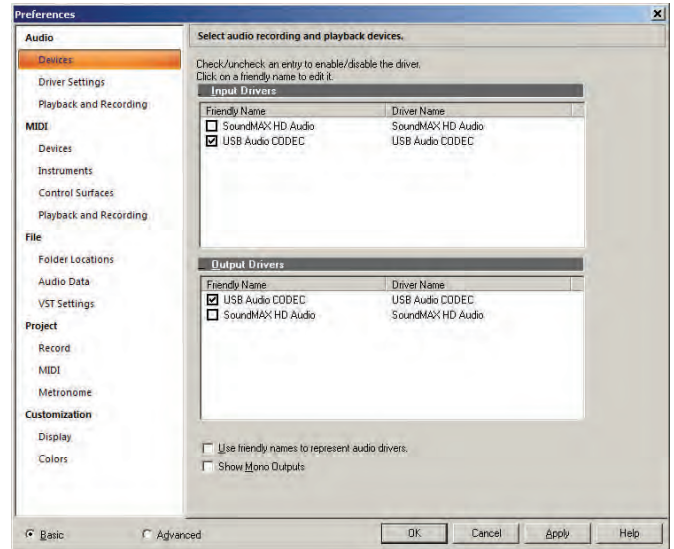 Preferences
Audio
Devices
Driver Settings
Playback and Recording
MIDI
Devices
Instruments
Control Surfaces
Playback and Recording
File
Folder Locations
Audio Data
VST Settings
Project
Record
MIDI
Metronome
Customization
Display
Colors
Select audio recording and playback devices.
Check/uncheck an entry to enable/disable the driver.
Click on a friendly name to edit it.
Input Drivers
Friendly Name Driver Name
SoundMAX HD Audio SoundMAX HD Audio
USB Audio CODEC USB Audio CODEC
Output Drivers
Friendly Name Driver Name
USB Audio CODEC USB Audio CODEC
SoundMAX HD Audio SoundMAX HD Audio
Use friendly names to represent audio drivers.
Show Mono Outputs
Basic Advanced OK Cancel Apply Help